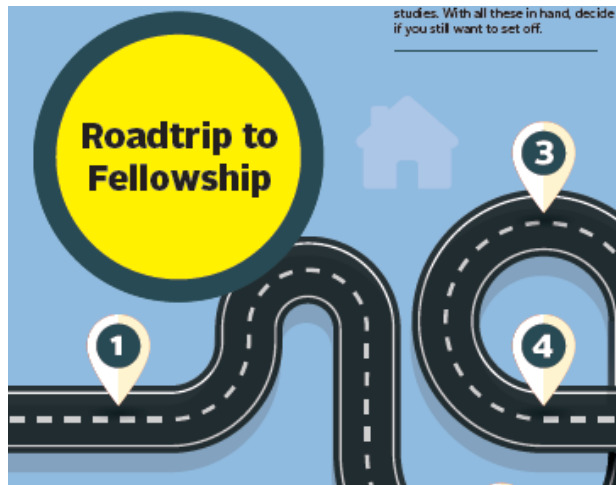 studies. With all these in hand, decide
if you still want to set off.
Roadtrip to
Fellowship
3
1
4